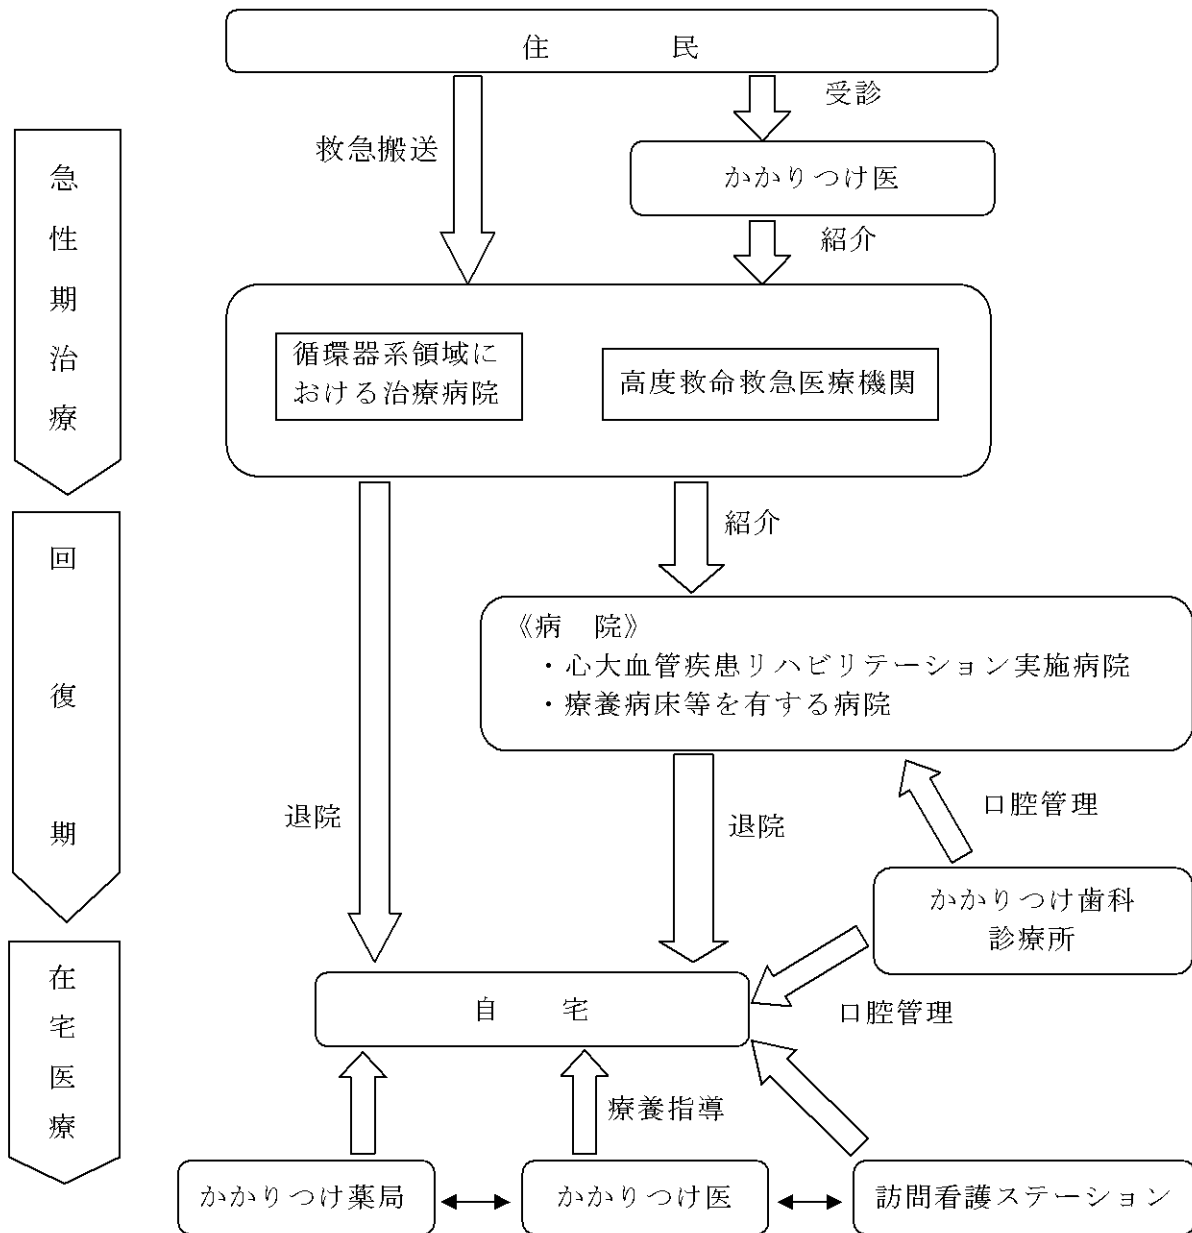 住　民
受診
救急搬送
かかりつけ医
紹介
急性期治療
循環器系領域に
おける治療病院
高度救命救急医療機関
紹介
回復期
《病　院》
・心大血管疾患リハビリテーション実施病院
・療養病床等を有する病院
退院
退院
口腔管理
かかりつけ歯科
診療所
在宅医療
自　宅
口腔管理
療養指導
かかりつけ薬局
かかりつけ医
訪問看護ステーション